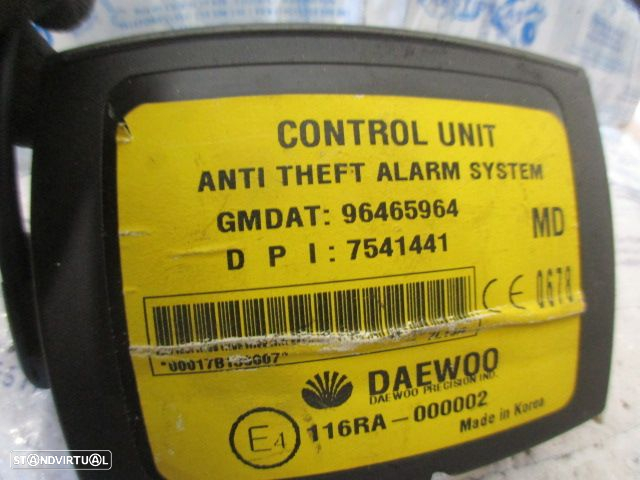 CONTROL UNIT
ANTI THEFT ALARM SYSTEM
GMDAT: 96465964
MD
D P I : 7541441
CE 0678
DAEWOO
DAEWOO PRECISION IND.
E4
116RA-000002
Made in Korea
STANDVIRTUAL